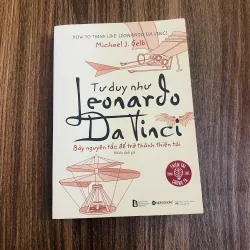 HOW TO THINK LIKE LEONARDO DA VINCI
Michael J. Gelb
Tư duy như
Leonardo
Da Vinci
Bảy nguyên tắc để trở thành thiên tài